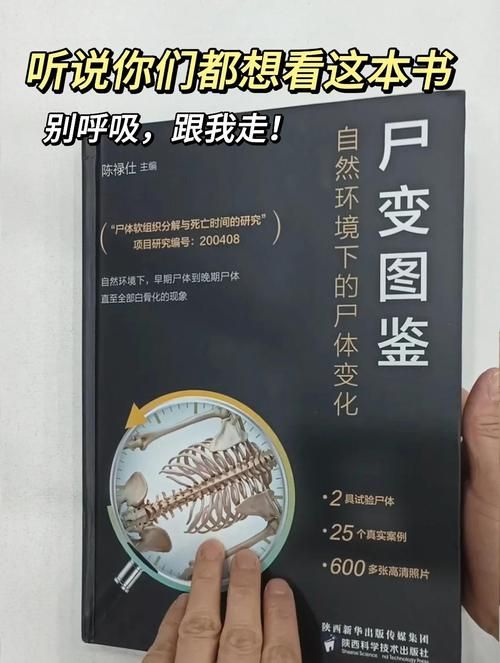 听说你们都想看这本书
别呼吸，跟我走！
陈禄仕 主编
尸变图鉴
自然环境下的尸体变化
“尸体软组织分解与死亡时间的研究”
项目研究编号：200408
自然环境下，早期尸体到晚期尸体
直至全部白骨化的现象
·2具试验尸体
·25个真实案例
·600多张高清照片
陕西新华出版传媒集团
陕西科学技术出版社